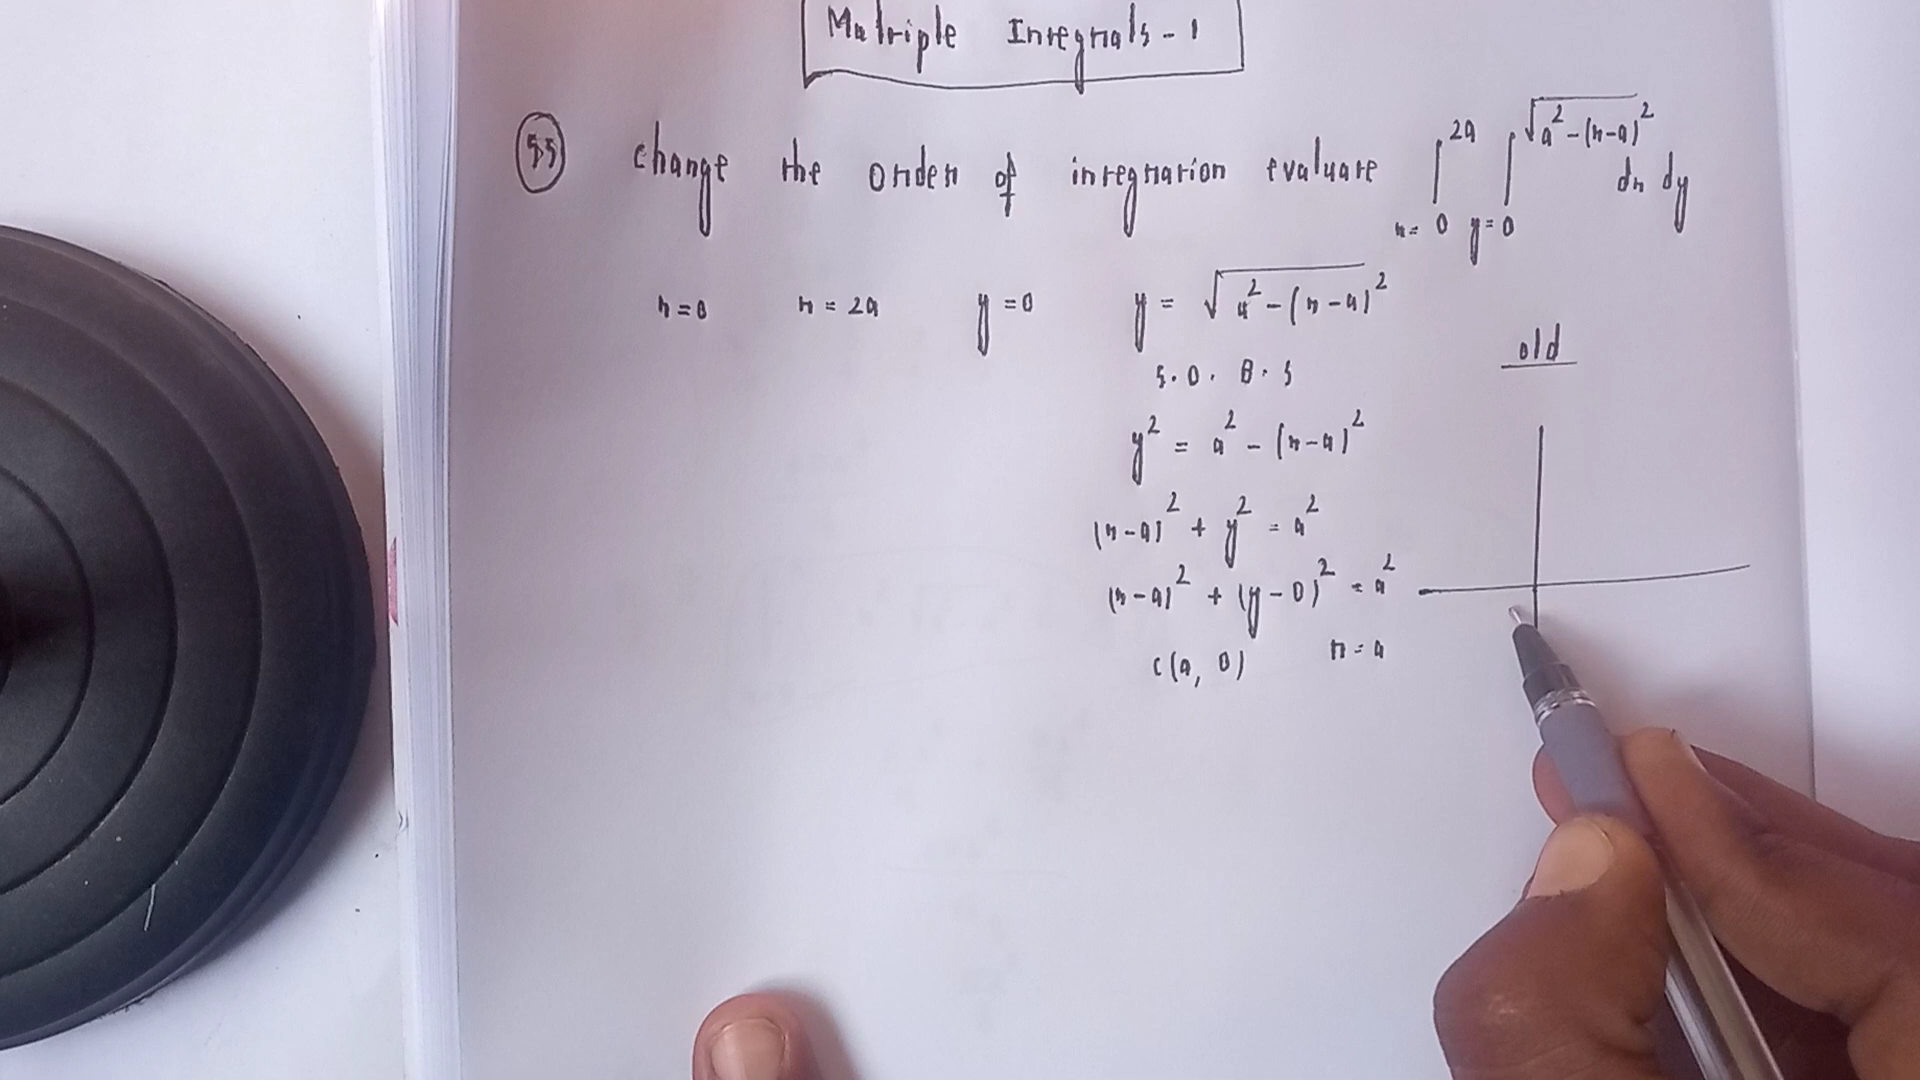 Multiple Integrals - 1
55 change the order of integration evaluate ∫_{x=0}^{2a} ∫_{y=0}^{√a²-(x-a)²} dx dy
x=0 x=2a y=0 y = √a²-(x-a)²
old
S.O.B.S
y² = a² - (x-a)²
(x-a)² + y² = a²
(x-a)² + (y-0)² = a²
c(a, 0) r = a